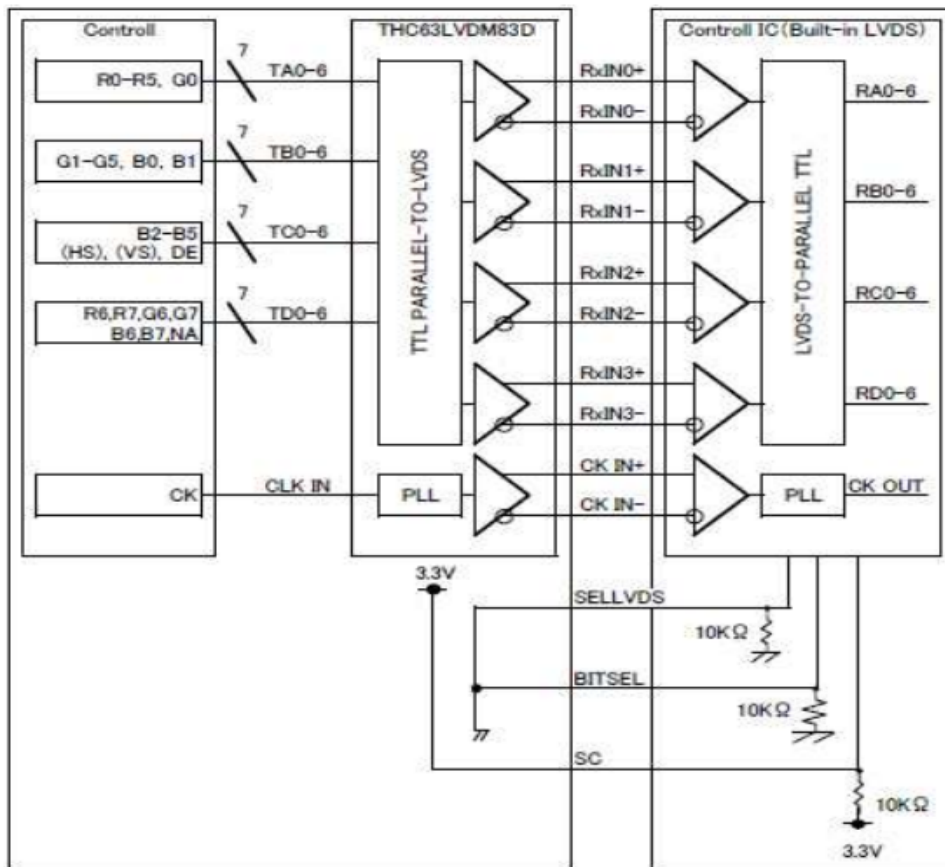 Controll
THC63LVDM83D
Controll IC(Built-in LVDS)
7
R0-R5, G0
TA0-6
RxIN0+
RxIN0-
RA0-6
7
G1-G5, B0, B1
TB0-6
RxIN1+
RxIN1-
RB0-6
7
B2-B5
(HS), (VS), DE
TC0-6
RxIN2+
RxIN2-
RC0-6
7
R6,R7,G6,G7
B6,B7,NA
TD0-6
RxIN3+
RxIN3-
RD0-6
TTL PARALLEL-TO-LVDS
LVDS-TO-PARALLEL TTL
CK
CLK IN
PLL
CK IN+
CK IN-
PLL
CK OUT
3.3V
SELLVDS
10KΩ
BITSEL
10KΩ
SC
10KΩ
3.3V